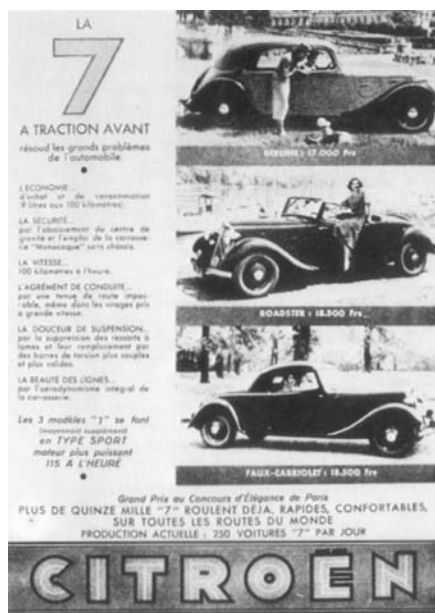 LA
7
A TRACTION AVANT
résoud les grands problèmes
de l'automobile
L'ECONOMIE...
d'achat et de consommation
9 litres aux 100 kilomètres)
LA SÉCURITÉ...
par l'abaissement du centre de
gravité et l'emploi de la carrosse-
rie "Monocoque" sans châssis.
LA VITESSE...
100 kilomètres à l'heure.
L'AGRÉMENT DE CONDUITE...
par une tenue de route impec-
cable, même dans les virages pris
à grande vitesse.
LA DOUCEUR DE SUSPENSION...
par la suppression des ressorts à
lames et leur remplacement par
des barres de torsion plus souples
et plus
LA BEAUTÉ DES LIGNES...
par l'aérodynamisme intégral de
la carrosserie.
Les 3 modèles "7" se font
(moyennant supplément)
en TYPE SPORT
moteur plus puissant
115 A L'HEURE
BERLINE : 17.000 Frs
ROADSTER : 18.500 Frs
FAUX-CABRIOLET : 18.500 Frs
Grand Prix au Concours d'Élégance de Paris
PLUS DE QUINZE MILLE "7" ROULENT DÉJA, RAPIDES, CONFORTABLES,
SUR TOUTES LES ROUTES DU MONDE
PRODUCTION ACTUELLE : 250 VOITURES "7" PAR JOUR
CITROËN